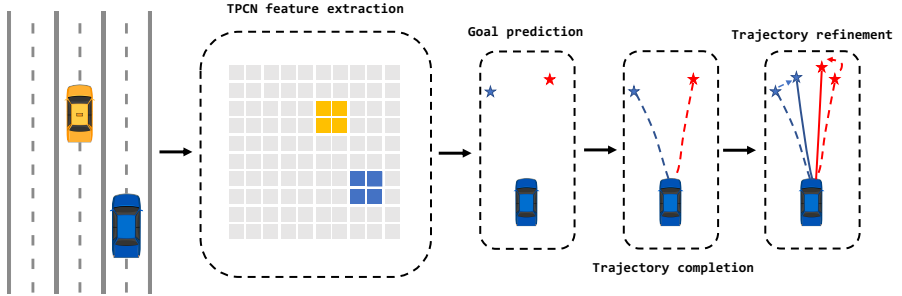 TPCN feature extraction
Goal prediction
Trajectory completion
Trajectory refinement